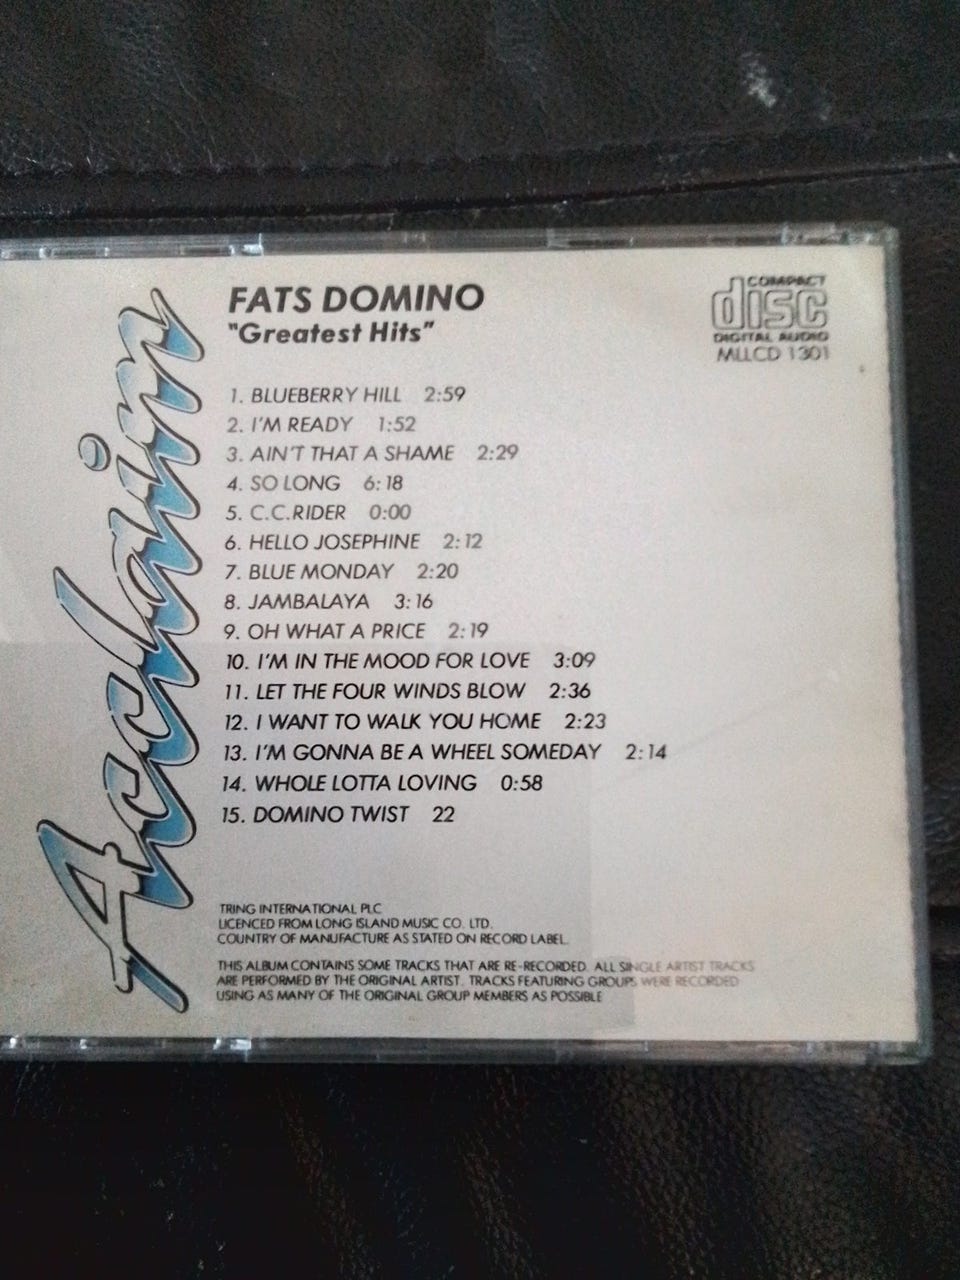 Acclaim
FATS DOMINO
"Greatest Hits"
COMPACT
disc
DIGITAL AUDIO
MLLCD 1301
1. BLUEBERRY HILL 2:59
2. I'M READY 1:52
3. AIN'T THAT A SHAME 2:29
4. SO LONG 6:18
5. C.C.RIDER 0:00
6. HELLO JOSEPHINE 2:12
7. BLUE MONDAY 2:20
8. JAMBALAYA 3:16
9. OH WHAT A PRICE 2:19
10. I'M IN THE MOOD FOR LOVE 3:09
11. LET THE FOUR WINDS BLOW 2:36
12. I WANT TO WALK YOU HOME 2:23
13. I'M GONNA BE A WHEEL SOMEDAY 2:14
14. WHOLE LOTTA LOVING 0:58
15. DOMINO TWIST 22
TRING INTERNATIONAL PLC
LICENCED FROM LONG ISLAND MUSIC CO. LTD.
COUNTRY OF MANUFACTURE AS STATED ON RECORD LABEL.
THIS ALBUM CONTAINS SOME TRACKS THAT ARE RE-RECORDED. ALL SINGLE ARTIST TRACKS
ARE PERFORMED BY THE ORIGINAL ARTIST. TRACKS FEATURING GROUPS WERE RECORDED
USING AS MANY OF THE ORIGINAL GROUP MEMBERS AS POSSIBLE